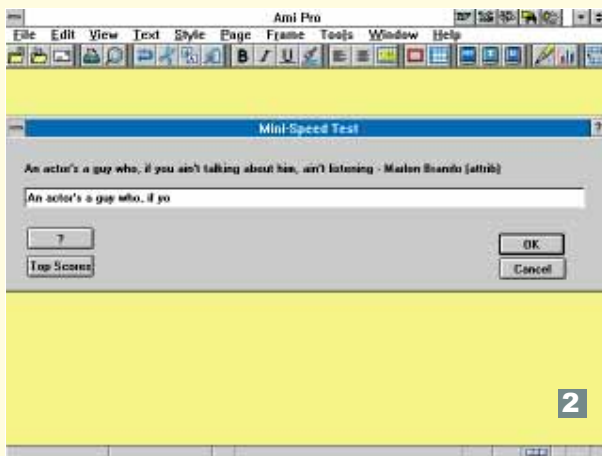 Ami Pro
File Edit View Text Style Page Frame Tools Window Help
B I U
Mini-Speed Test
?
An actor's a guy who, if you ain't talking about him, ain't listening - Marlon Brando (attrib)
An actor's a guy who, if yo
?
OK
Top Scores
Cancel
2